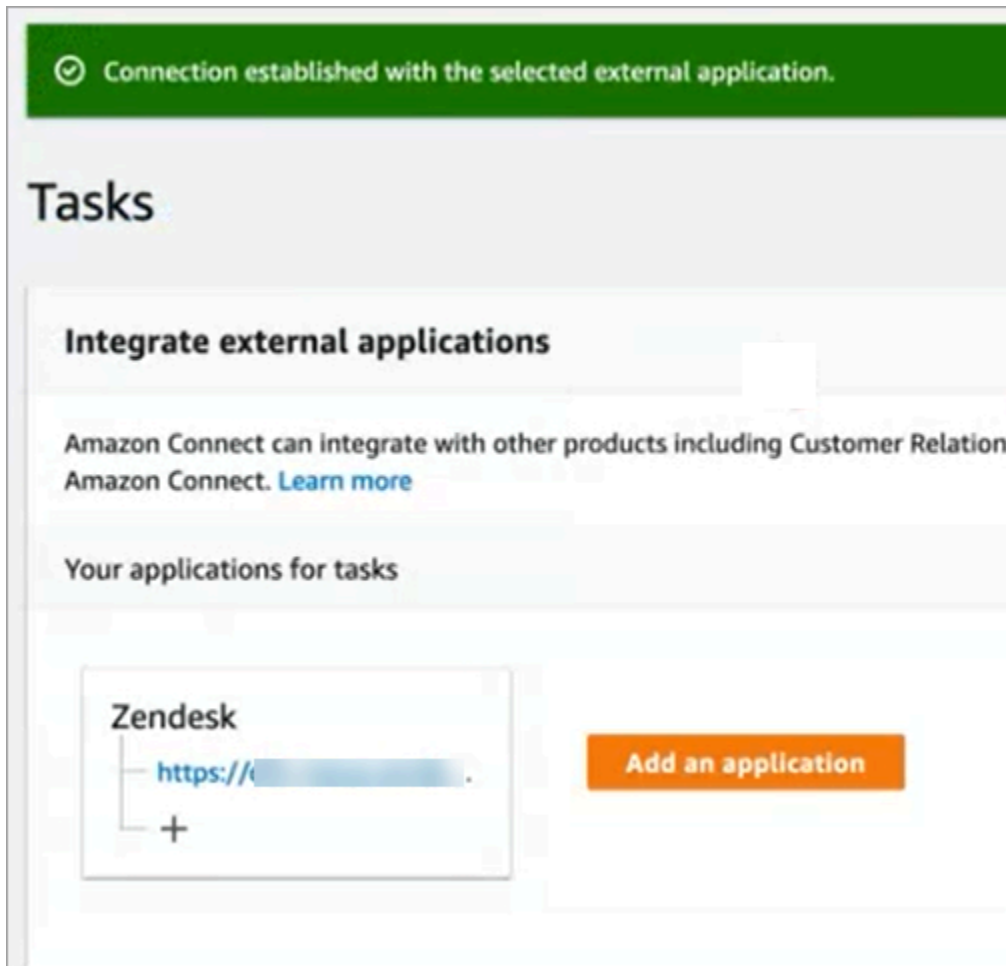 Connection established with the selected external application.
Tasks
Integrate external applications
Amazon Connect can integrate with other products including Customer Relation
Amazon Connect. Learn more
Your applications for tasks
Zendesk
https://
+
Add an application